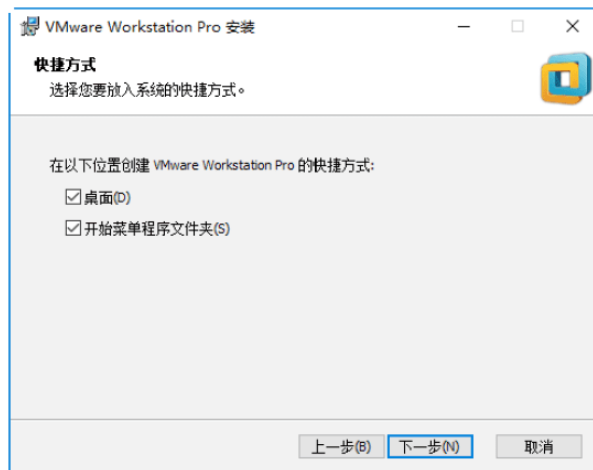 VMware Workstation Pro 安装
快捷方式
选择您要放入系统的快捷方式。
在以下位置创建 VMware Workstation Pro 的快捷方式:
桌面(D)
开始菜单程序文件夹(S)
上一步(B) 下一步(N) 取消